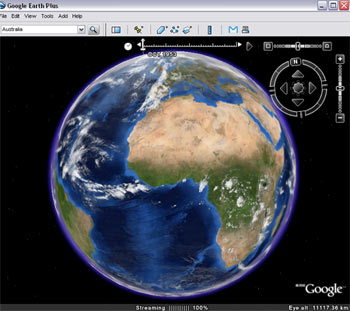 Google Earth Plus
File Edit View Tools Add Help
Australia
N
Google
Streaming |||||||||| 100%
Eye alt 11117.36 km